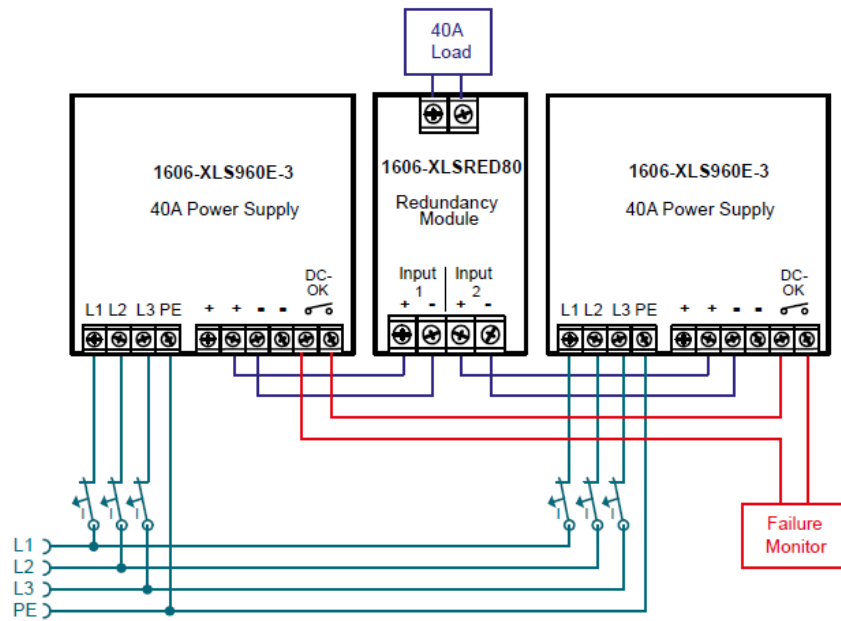 40A
Load
1606-XLS960E-3
40A Power Supply
DC-
OK
L1 L2 L3 PE + + - -
1606-XLSRED80
Redundancy
Module
Input Input
1 2
+ - + -
1606-XLS960E-3
40A Power Supply
DC-
OK
L1 L2 L3 PE + + - -
I I I
I I I
L1
L2
L3
PE
Failure
Monitor